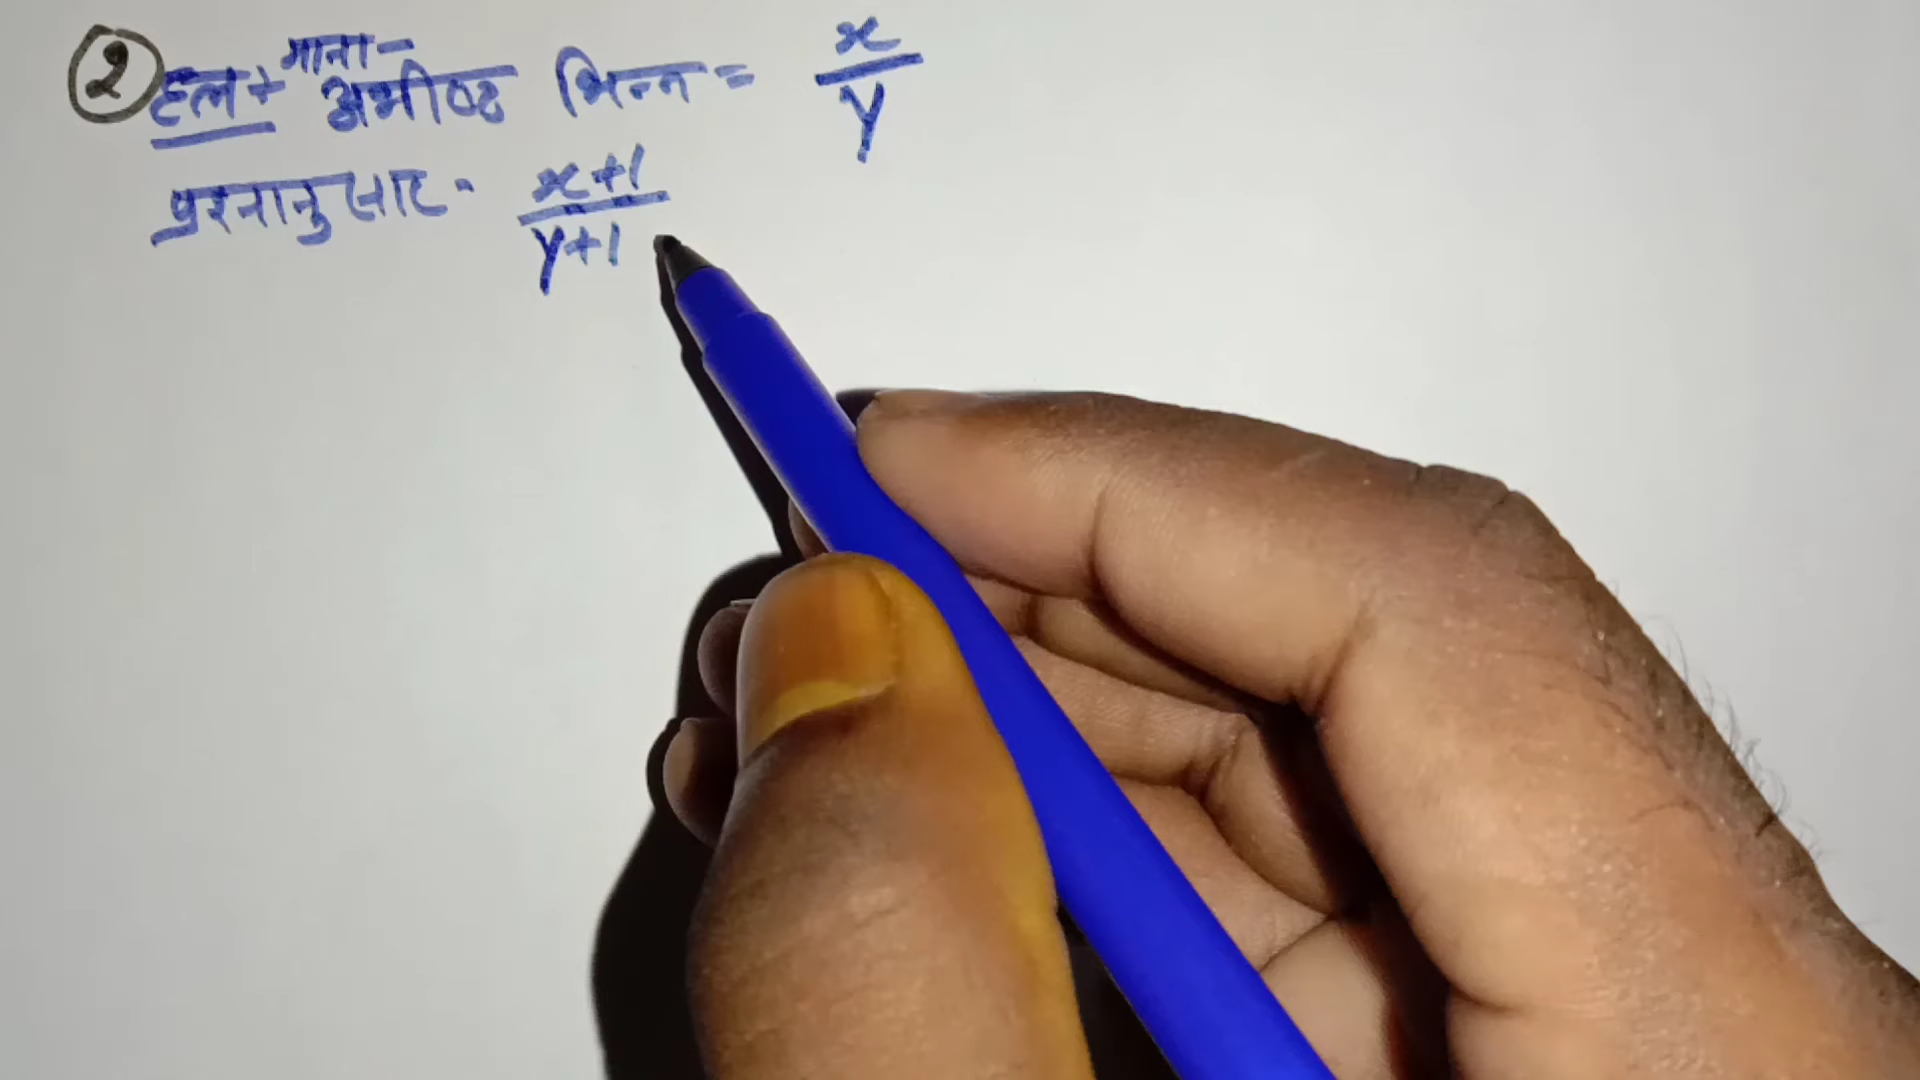 ② हल+ माना-
अभीष्ट भिन्न = x/y
प्रश्नानुसार- x+1/y+1